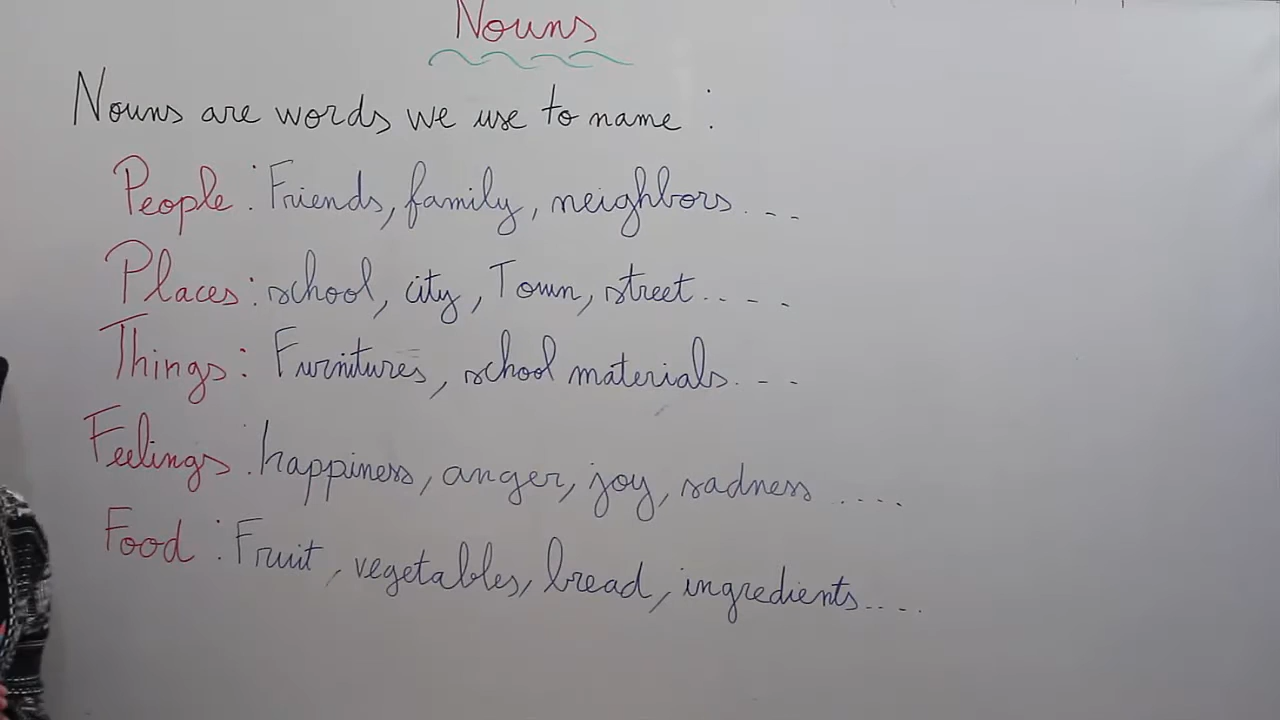 Nouns
Nouns are words we use to name :
People : Friends, family, neighbors....
Places : school, city, Town, street.....
Things : Furnitures, school materials...
Feelings : happiness, anger, joy, sadness ....
Food : Fruit, vegetables, bread, ingredients....